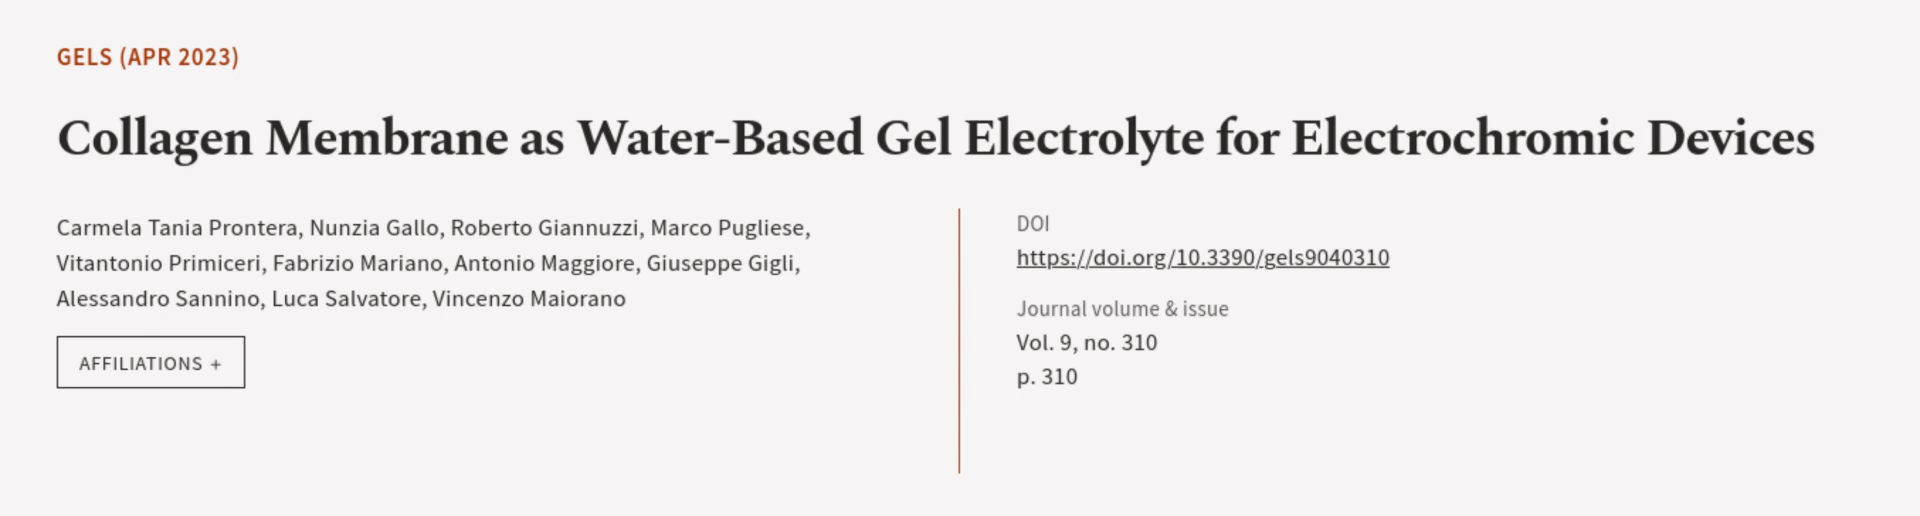 GELS (APR 2023)
Collagen Membrane as Water-Based Gel Electrolyte for Electrochromic Devices
Carmela Tania Prontera, Nunzia Gallo, Roberto Giannuzzi, Marco Pugliese,
Vitantonio Primiceri, Fabrizio Mariano, Antonio Maggiore, Giuseppe Gigli,
Alessandro Sannino, Luca Salvatore, Vincenzo Maiorano
AFFILIATIONS +
DOI
https://doi.org/10.3390/gels9040310
Journal volume & issue
Vol. 9, no. 310
p. 310